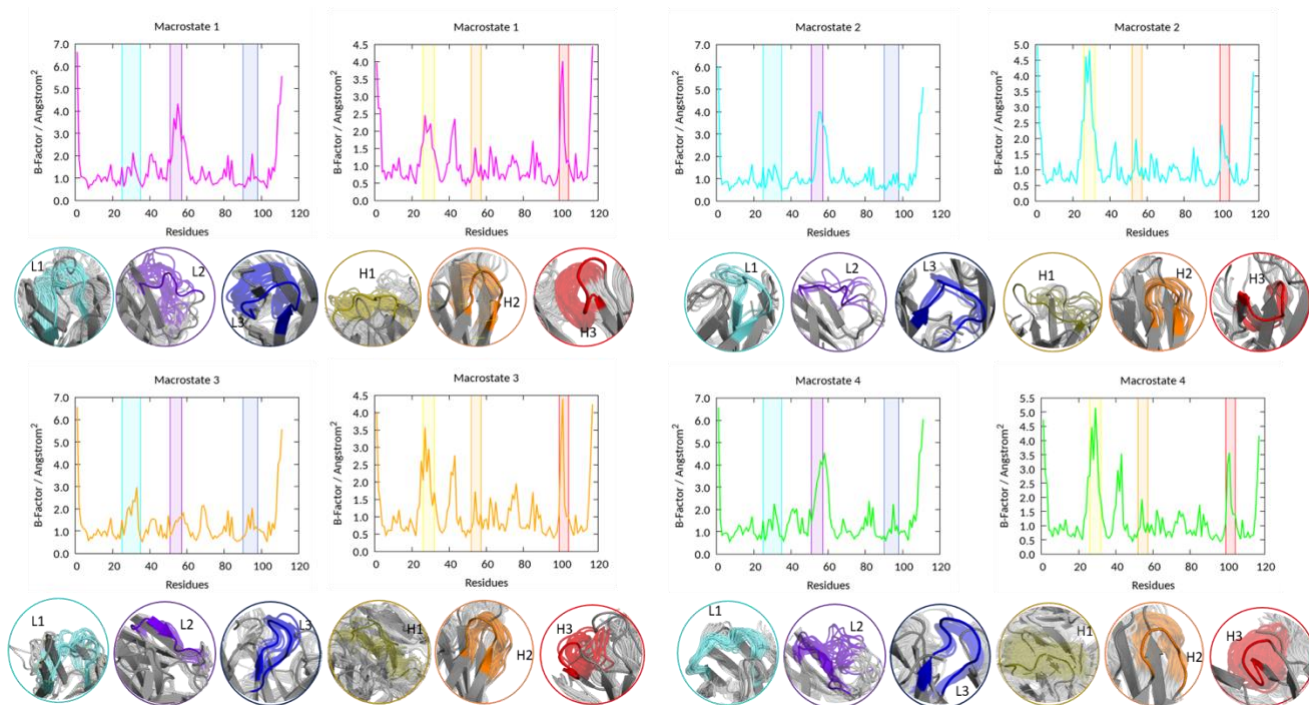 Macrostate 1
B-Factor / Angstrom²
7.0
6.0
5.0
4.0
3.0
2.0
1.0
0.0
0 20 40 60 80 100 120
Residues
Macrostate 1
B-Factor / Angstrom²
4.5
4.0
3.5
3.0
2.5
2.0
1.5
1.0
0.5
0.0
0 20 40 60 80 100 120
Residues
Macrostate 2
B-Factor / Angstrom²
7.0
6.0
5.0
4.0
3.0
2.0
1.0
0.0
0 20 40 60 80 100 120
Residues
Macrostate 2
B-Factor / Angstrom²
5.0
4.5
4.0
3.5
3.0
2.5
2.0
1.5
1.0
0.5
0.0
0 20 40 60 80 100 120
Residues
L1
L2
L3
H1
H2
H3
L1
L2
L3
H1
H2
H3
Macrostate 3
B-Factor / Angstrom²
7.0
6.0
5.0
4.0
3.0
2.0
1.0
0.0
0 20 40 60 80 100 120
Residues
Macrostate 3
B-Factor / Angstrom²
4.5
4.0
3.5
3.0
2.5
2.0
1.5
1.0
0.5
0.0
0 20 40 60 80 100 120
Residues
Macrostate 4
B-Factor / Angstrom²
7.0
6.0
5.0
4.0
3.0
2.0
1.0
0.0
0 20 40 60 80 100 120
Residues
Macrostate 4
B-Factor / Angstrom²
5.5
5.0
4.5
4.0
3.5
3.0
2.5
2.0
1.5
1.0
0.5
0.0
0 20 40 60 80 100 120
Residues
L1
L2
L3
H1
H2
H3
L1
L2
L3
H1
H2
H3